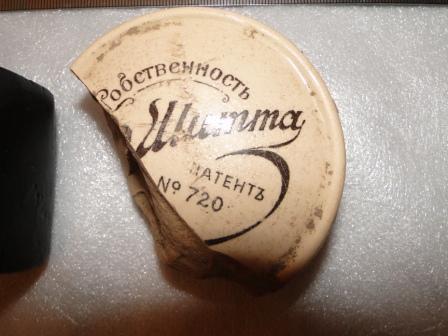 Собственность
Шитта
ПАТЕНТЪ
№ 720